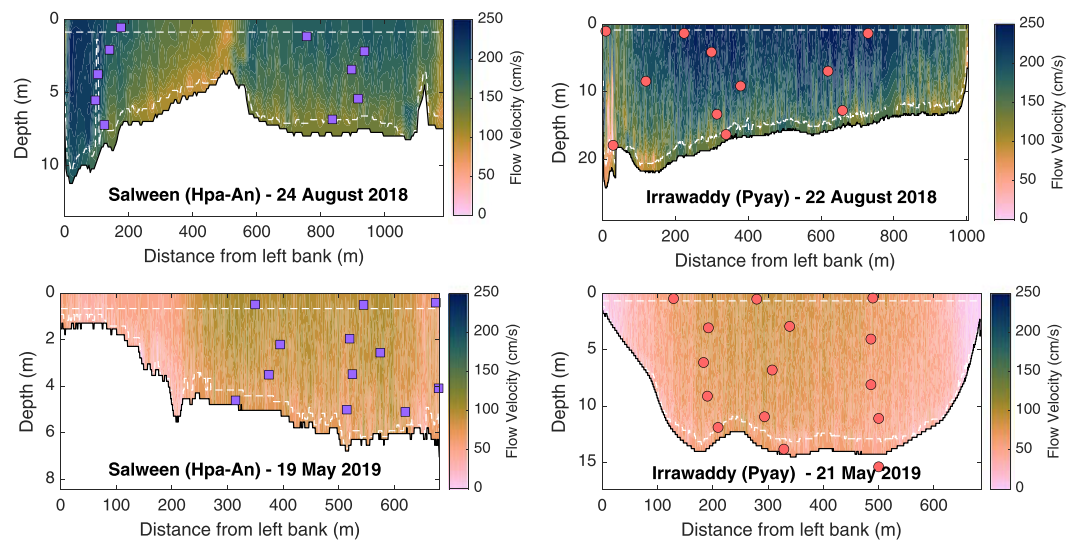 0
5
10
Depth (m)
Salween (Hpa-An) - 24 August 2018
0 200 400 600 800 1000
Distance from left bank (m)
250
200
150
100
50
0
Flow Velocity (cm/s)
0
10
20
Depth (m)
Irrawaddy (Pyay) - 22 August 2018
0 200 400 600 800 1000
Distance from left bank (m)
250
200
150
100
50
0
Flow Velocity (cm/s)
0
2
4
6
8
Depth (m)
Salween (Hpa-An) - 19 May 2019
0 100 200 300 400 500 600
Distance from left bank (m)
250
200
150
100
50
0
Flow Velocity (cm/s)
0
5
10
15
Depth (m)
Irrawaddy (Pyay) - 21 May 2019
0 100 200 300 400 500 600
Distance from left bank (m)
250
200
150
100
50
0
Flow Velocity (cm/s)